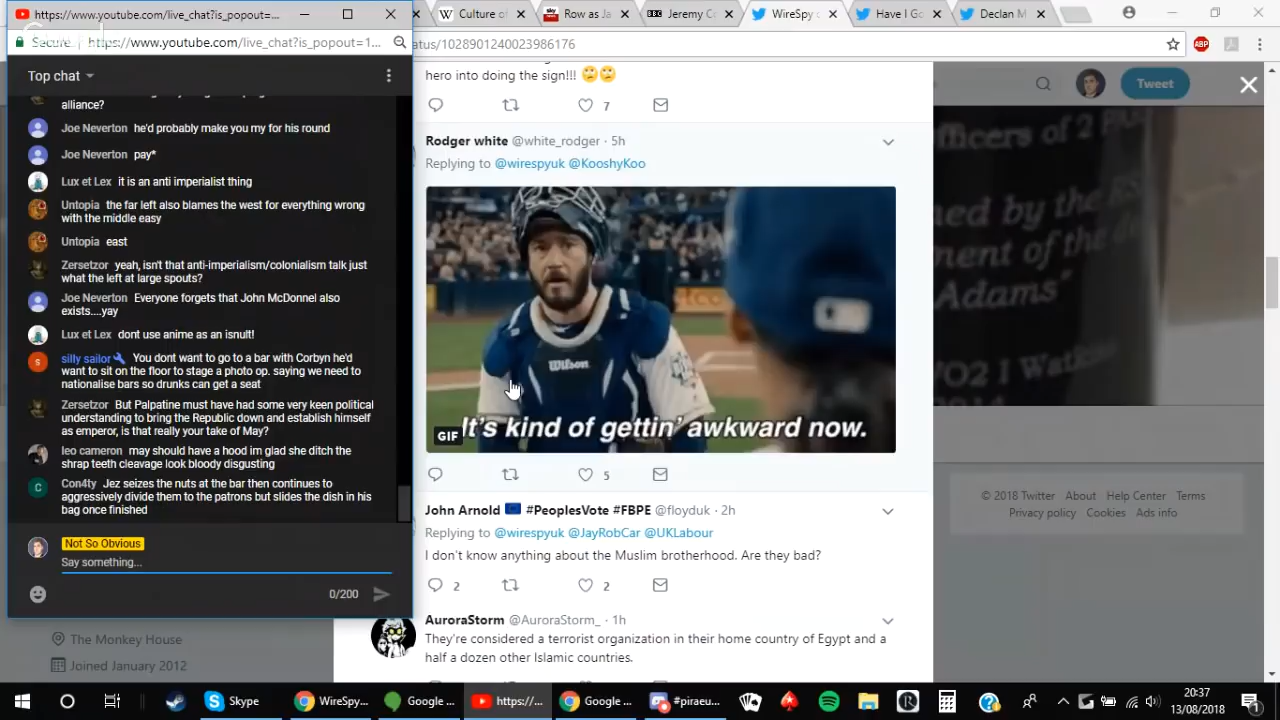 https://www.youtube.com/live_chat?is_popout=...
Culture of
Row as Ja
Jeremy C
WireSpy o
Have I Go
Declan M
Secure
https://www.youtube.com/live_chat?is_popout=1...
atus/1028901240023986176
ABP
Top chat
alliance?
Joe Neverton he'd probably make you my for his round
Joe Neverton pay*
Lux et Lex it is an anti imperialist thing
Untopia the far left also blames the west for everything wrong
with the middle easy
Untopia east
Zersetzor yeah, isn't that anti-imperialism/colonialism talk just
what the left at large spouts?
Joe Neverton Everyone forgets that John McDonnel also
exists....yay
Lux et Lex dont use anime as an isnult!
silly sailor You dont want to go to a bar with Corbyn he'd
want to sit on the floor to stage a photo op. saying we need to
nationalise bars so drunks can get a seat
Zersetzor But Palpatine must have had some very keen political
understanding to bring the Republic down and establish himself
as emperor, is that really your take of May?
leo cameron may should have a hood im glad she ditch the
shrap teeth cleavage look bloody disgusting
Con4ty Jez seizes the nuts at the bar then continues to
aggressively divide them to the patrons but slides the dish in his
bag once finished
Not So Obvious
Say something...
0/200
The Monkey House
Joined January 2012
hero into doing the sign!!! 🙄🙄
7
Rodger white @white_rodger · 5h
Replying to @wirespyuk @KooshyKoo
Wilson
It's kind of gettin' awkward now.
GIF
5
John Arnold 🇪🇺 #PeoplesVote #FBPE @floyduk · 2h
Replying to @wirespyuk @JayRobCar @UKLabour
I don't know anything about the Muslim brotherhood. Are they bad?
2
2
AuroraStorm @AuroraStorm_ · 1h
They're considered a terrorist organization in their home country of Egypt and a
half a dozen other Islamic countries.
Tweet
ned by the
nent of the
Adams"
© 2018 Twitter About Help Center Terms
Privacy policy Cookies Ads info
Skype
WireSpy...
Google ...
https://...
Google ...
#piraeu...
20:37
13/08/2018